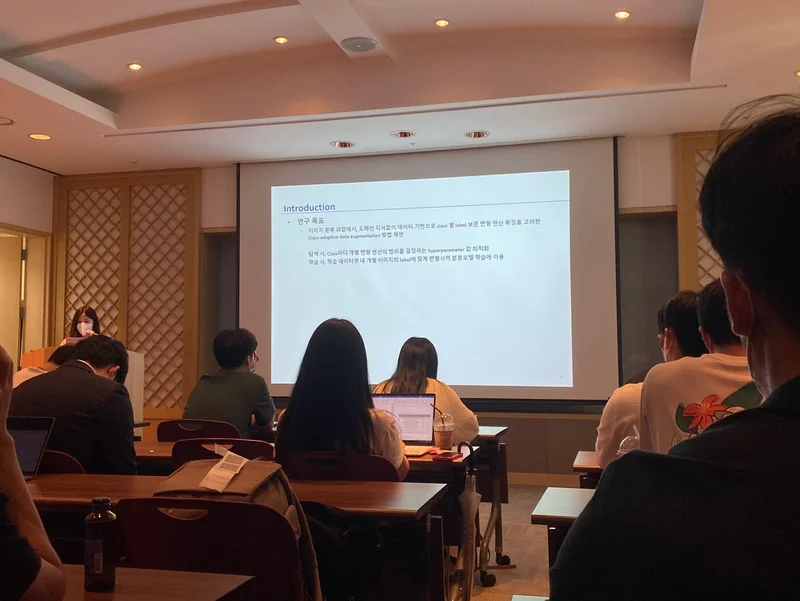 Introduction
• 연구 목표
- 이미지 분류 과업에서, 도메인 지식없이 데이터 기반으로 class 별 label 보존 변형 연산 특징을 고려한
Class-adaptive data augmentation 방법 제안
- 탐색 시, Class마다 개별 변형 연산의 범위를 결정하는 hyperparameter 값 최적화
- 학습 시, 학습 데이터셋 내 개별 이미지의 label에 맞게 변형시켜 분류모델 학습에 이용